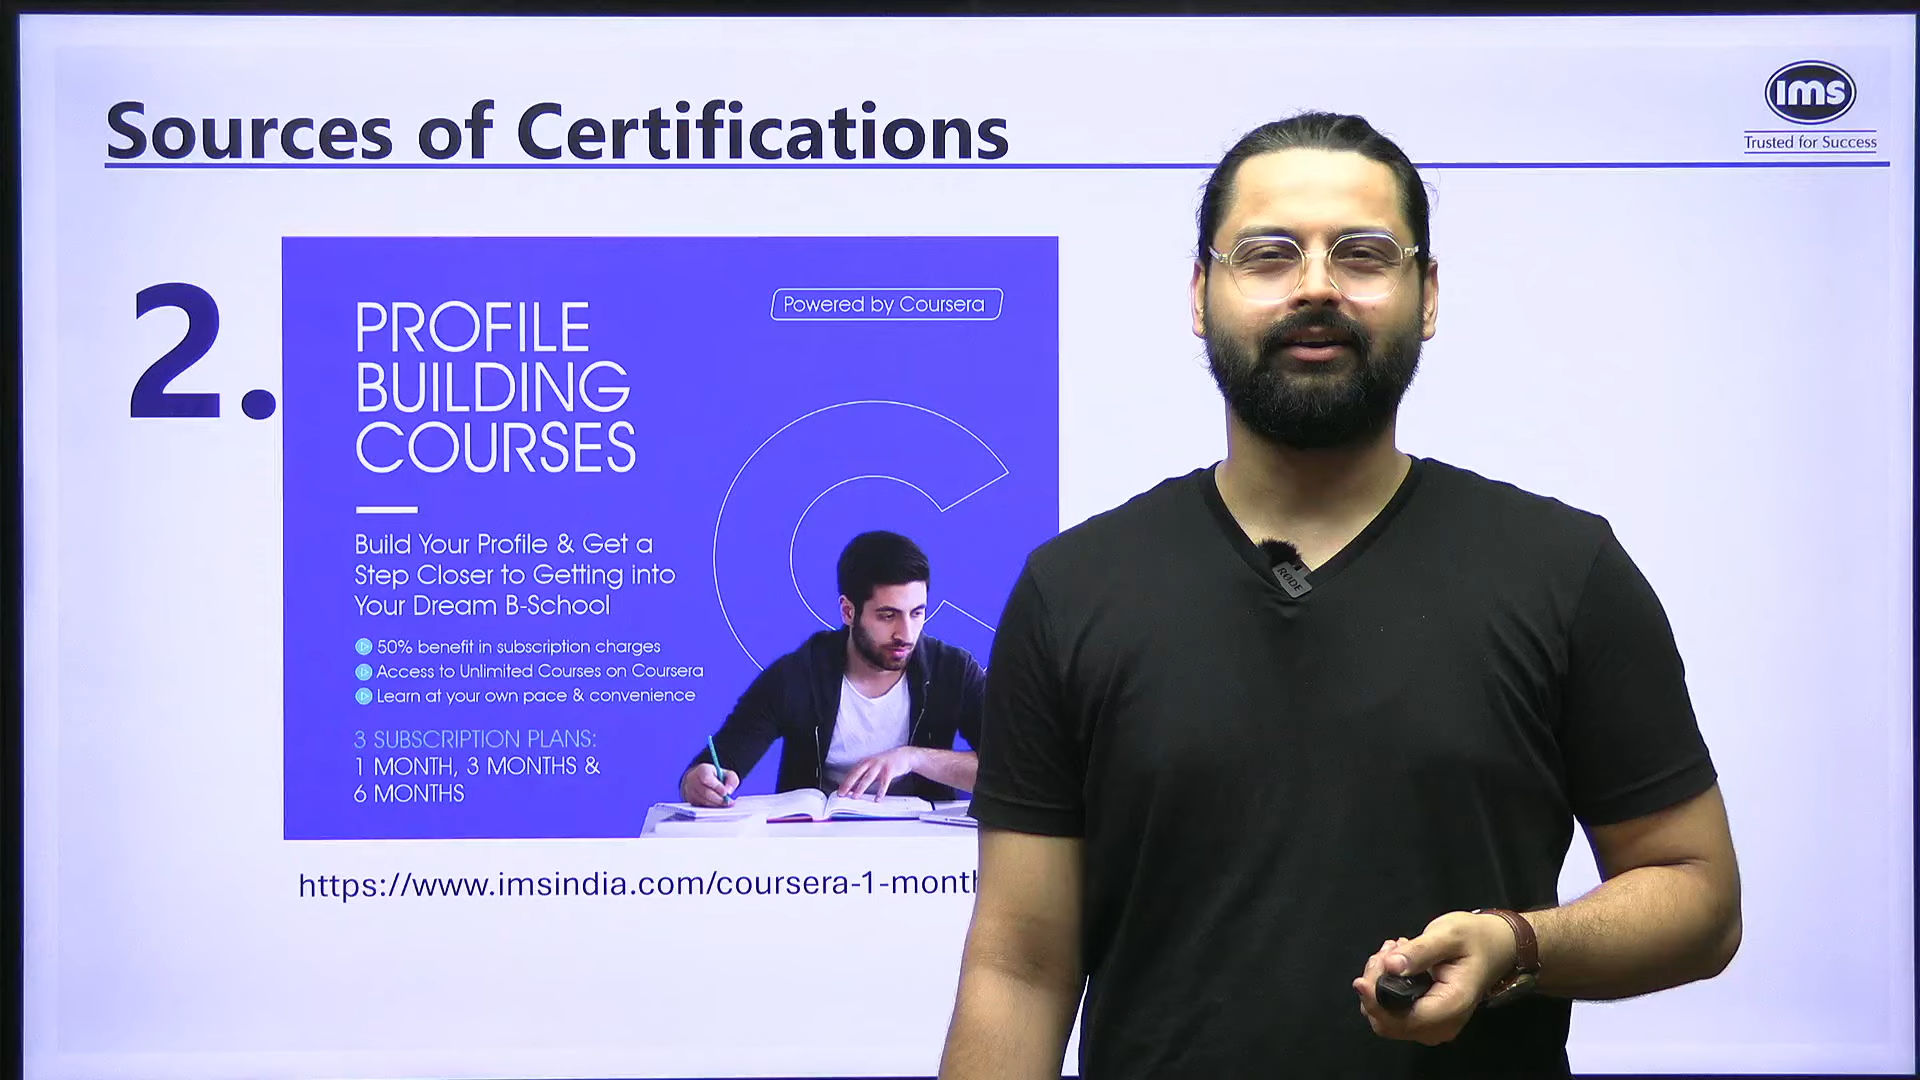 Sources of Certifications
ims
Trusted for Success
2.
PROFILE
BUILDING
COURSES
Powered by Coursera
Build Your Profile & Get a
Step Closer to Getting into
Your Dream B-School
50% benefit in subscription charges
Access to Unlimited Courses on Coursera
Learn at your own pace & convenience
3 SUBSCRIPTION PLANS:
1 MONTH, 3 MONTHS &
6 MONTHS
https://www.imsindia.com/coursera-1-month
RØDE